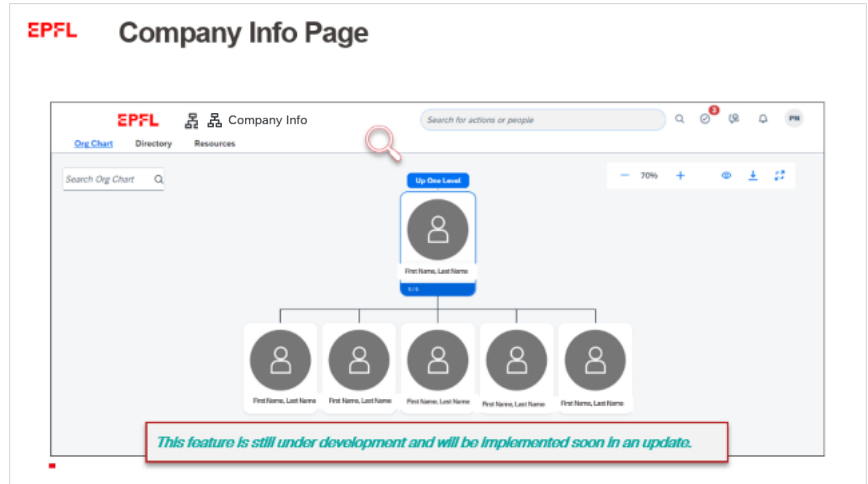 EPFL Company Info Page
EPFL Company Info Search for actions or people 3 PM
Org Chart Directory Resources
Search Org Chart 70%
Up One Level
First Name, Last Name
First Name, Last Name First Name, Last Name First Name, Last Name First Name, Last Name First Name, Last Name
This feature is still under development and will be implemented soon in an update.